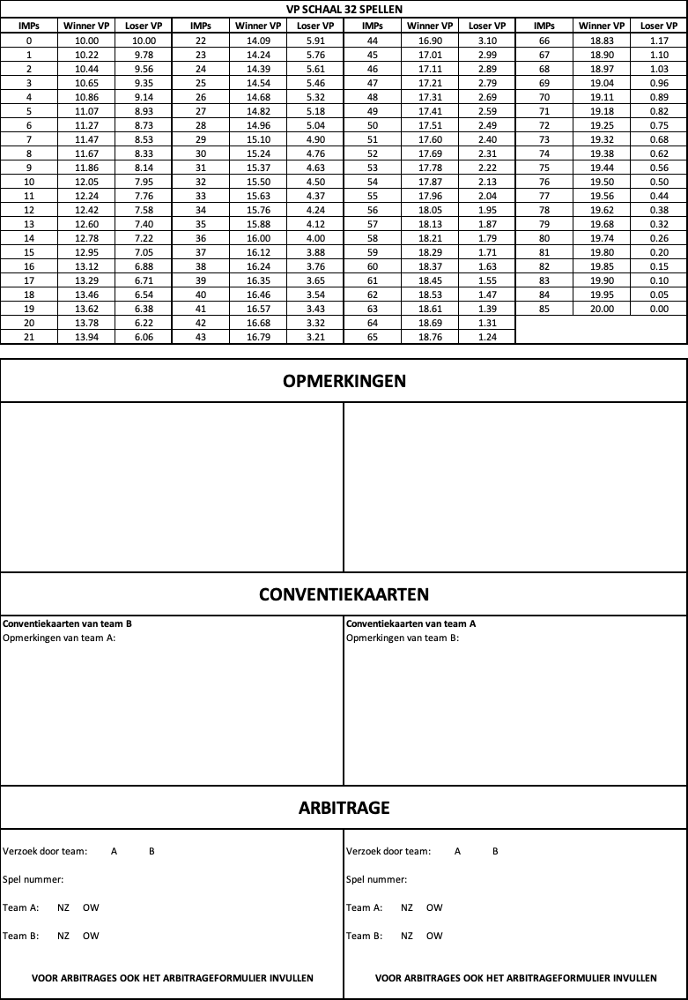 VP SCHAAL 32 SPELLEN
IMPs Winner VP Loser VP IMPs Winner VP Loser VP IMPs Winner VP Loser VP IMPs Winner VP Loser VP
0 10.00 10.00 22 14.09 5.91 44 16.90 3.10 66 18.83 1.17
1 10.22 9.78 23 14.24 5.76 45 17.01 2.99 67 18.90 1.10
2 10.44 9.56 24 14.39 5.61 46 17.11 2.89 68 18.97 1.03
3 10.65 9.35 25 14.54 5.46 47 17.21 2.79 69 19.04 0.96
4 10.86 9.14 26 14.68 5.32 48 17.31 2.69 70 19.11 0.89
5 11.07 8.93 27 14.82 5.18 49 17.41 2.59 71 19.18 0.82
6 11.27 8.73 28 14.96 5.04 50 17.51 2.49 72 19.25 0.75
7 11.47 8.53 29 15.10 4.90 51 17.60 2.40 73 19.32 0.68
8 11.67 8.33 30 15.24 4.76 52 17.69 2.31 74 19.38 0.62
9 11.86 8.14 31 15.37 4.63 53 17.78 2.22 75 19.44 0.56
10 12.05 7.95 32 15.50 4.50 54 17.87 2.13 76 19.50 0.50
11 12.24 7.76 33 15.63 4.37 55 17.96 2.04 77 19.56 0.44
12 12.42 7.58 34 15.76 4.24 56 18.05 1.95 78 19.62 0.38
13 12.60 7.40 35 15.88 4.12 57 18.13 1.87 79 19.68 0.32
14 12.78 7.22 36 16.00 4.00 58 18.21 1.79 80 19.74 0.26
15 12.95 7.05 37 16.12 3.88 59 18.29 1.71 81 19.80 0.20
16 13.12 6.88 38 16.24 3.76 60 18.37 1.63 82 19.85 0.15
17 13.29 6.71 39 16.35 3.65 61 18.45 1.55 83 19.90 0.10
18 13.46 6.54 40 16.46 3.54 62 18.53 1.47 84 19.95 0.05
19 13.62 6.38 41 16.57 3.43 63 18.61 1.39 85 20.00 0.00
20 13.78 6.22 42 16.68 3.32 64 18.69 1.31
21 13.94 6.06 43 16.79 3.21 65 18.76 1.24
OPMERKINGEN
CONVENTIEKAARTEN
Conventiekaarten van team B
Opmerkingen van team A:
Conventiekaarten van team A
Opmerkingen van team B:
ARBITRAGE
Verzoek door team: A B
Spel nummer:
Team A: NZ OW
Team B: NZ OW
VOOR ARBITRAGES OOK HET ARBITRAGEFORMULIER INVULLEN
Verzoek door team: A B
Spel nummer:
Team A: NZ OW
Team B: NZ OW
VOOR ARBITRAGES OOK HET ARBITRAGEFORMULIER INVULLEN